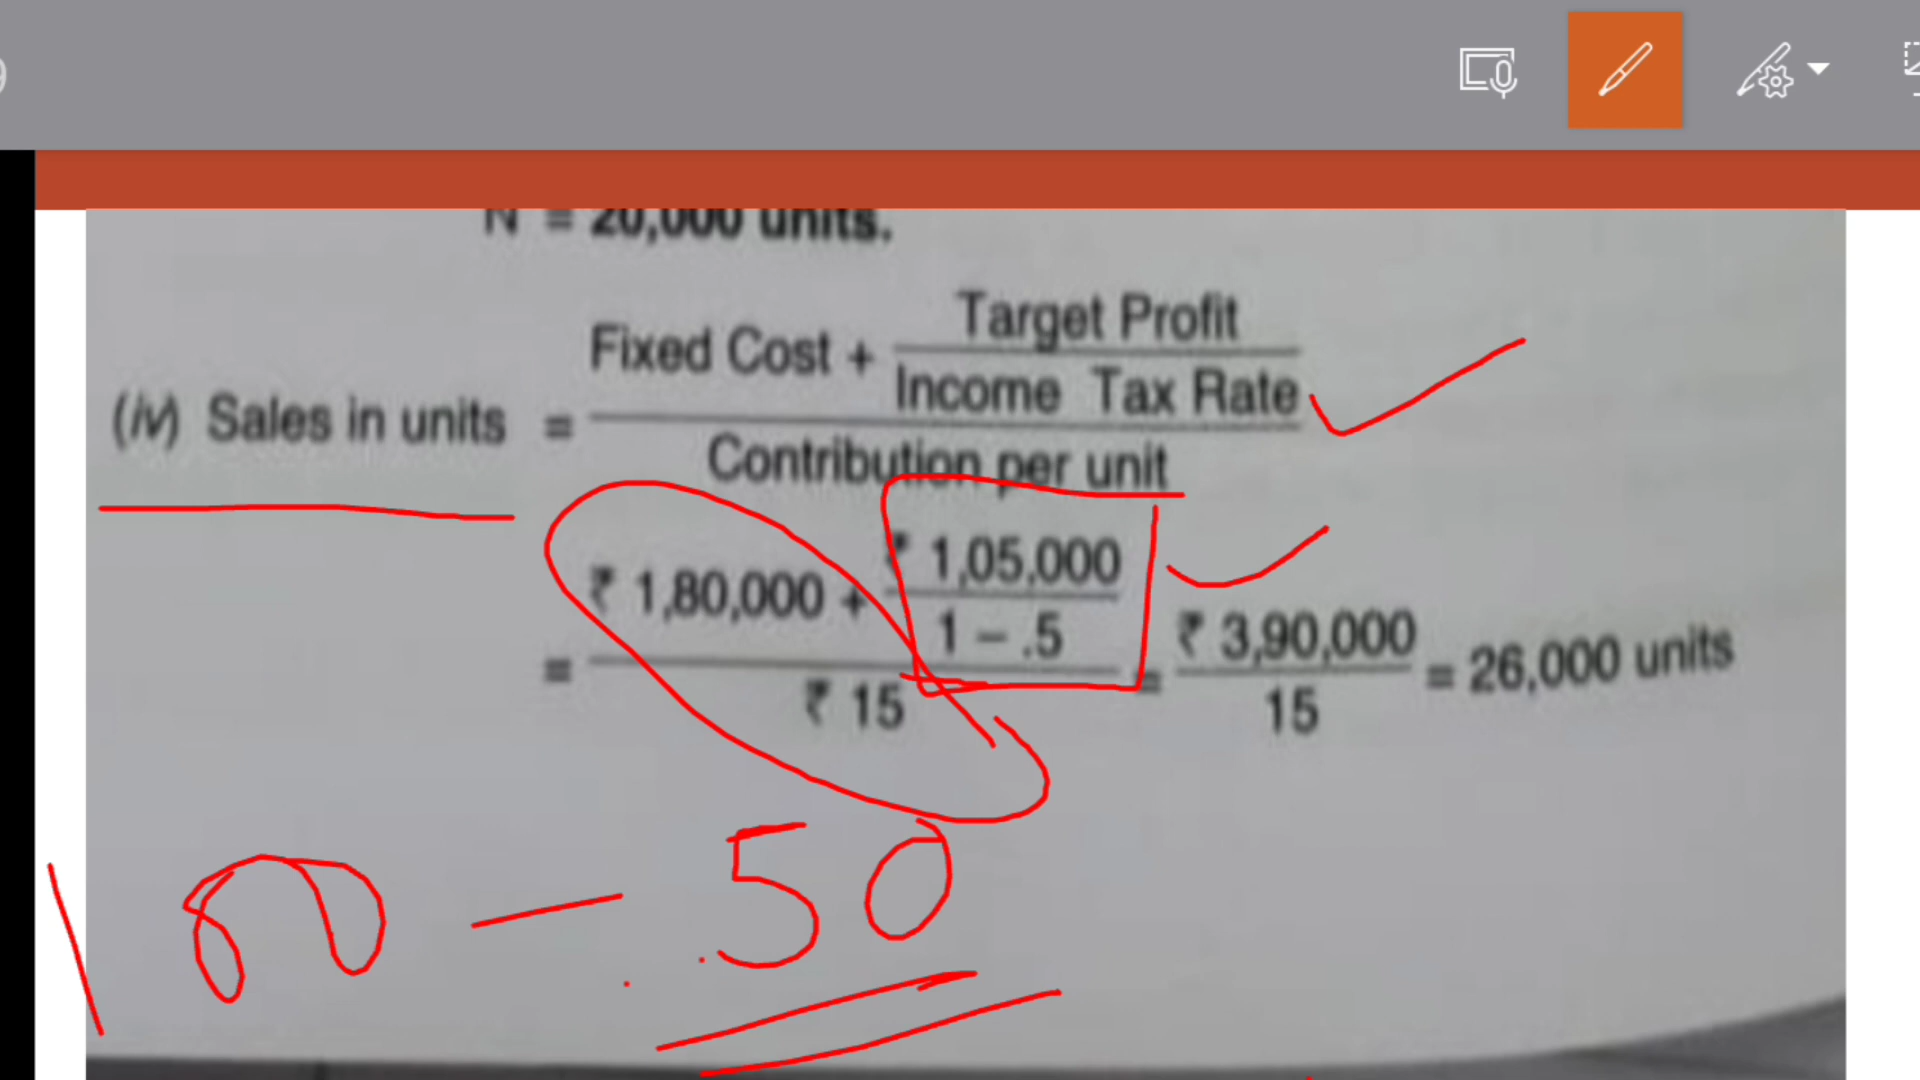 N = 20,000 units.
(iv) Sales in units = (Fixed Cost + Target Profit / Income Tax Rate) / Contribution per unit
= (₹ 1,80,000 + ₹ 1,05,000 / 1 – .5) / ₹ 15 = ₹ 3,90,000 / 15 = 26,000 units
– .50